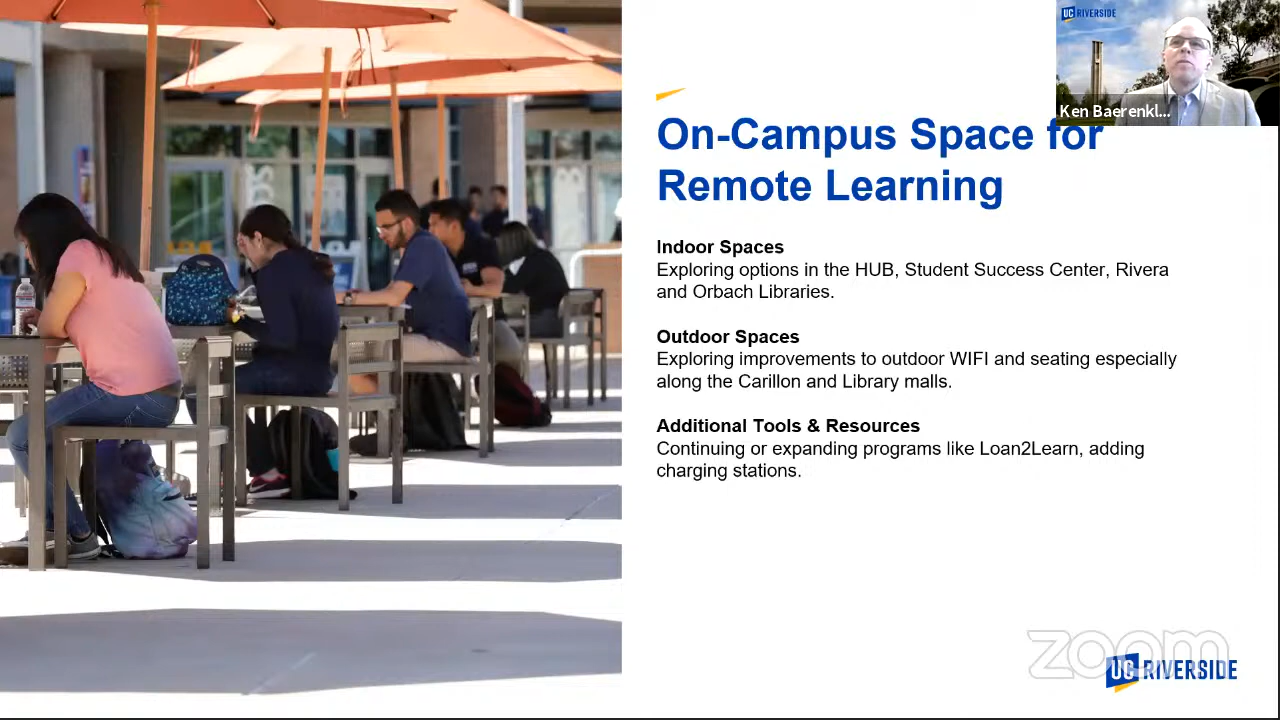 UC RIVERSIDE
Ken Baerenkl...
On-Campus Space for
Remote Learning
Indoor Spaces
Exploring options in the HUB, Student Success Center, Rivera
and Orbach Libraries.
Outdoor Spaces
Exploring improvements to outdoor WIFI and seating especially
along the Carillon and Library malls.
Additional Tools & Resources
Continuing or expanding programs like Loan2Learn, adding
charging stations.
zoom
UC RIVERSIDE